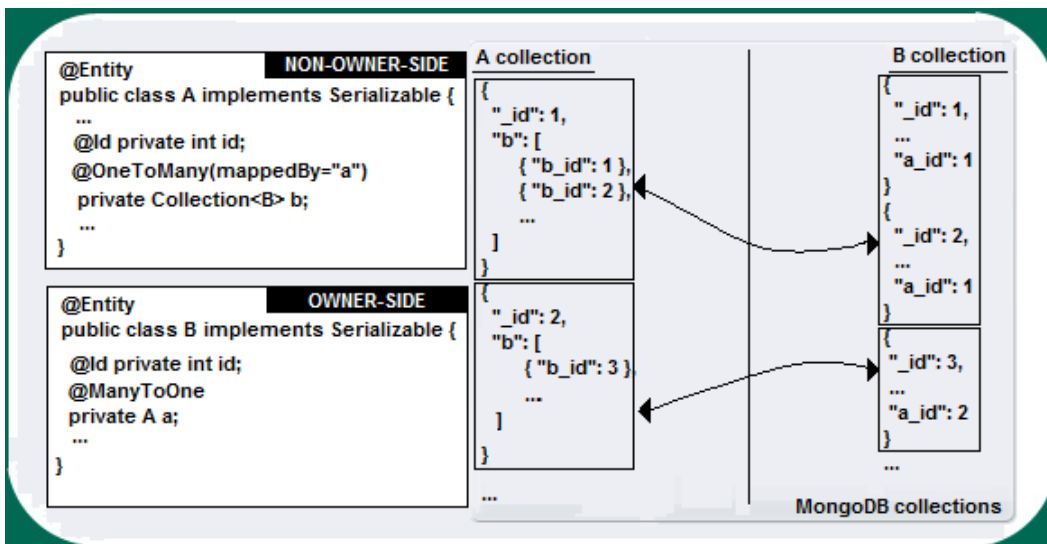 @Entity
NON-OWNER-SIDE
public class A implements Serializable {
...
@Id private int id;
@OneToMany(mappedBy="a")
private Collection<B> b;
...
}
@Entity
OWNER-SIDE
public class B implements Serializable {
@Id private int id;
@ManyToOne
private A a;
...
}
A collection
{
"_id": 1,
"b": [
{ "b_id": 1 },
{ "b_id": 2 },
...
]
}
{
"_id": 2,
"b": [
{ "b_id": 3 },
...
]
}
...
B collection
{
"_id": 1,
...
"a_id": 1
}
{
"_id": 2,
...
"a_id": 1
}
{
"_id": 3,
...
"a_id": 2
}
...
MongoDB collections